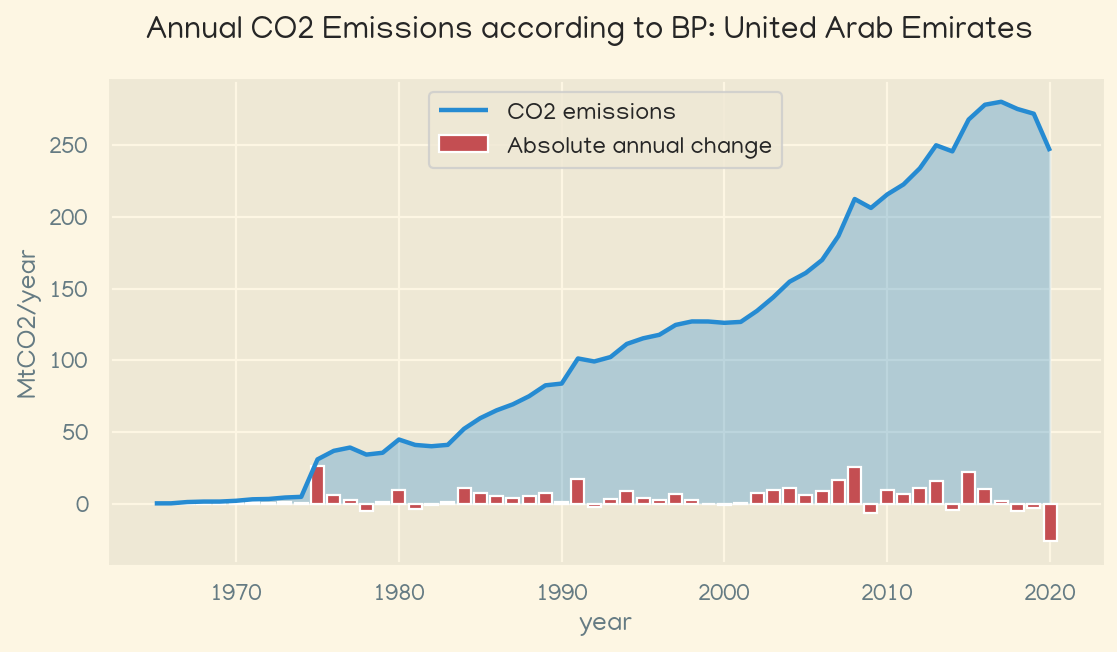 Annual CO2 Emissions according to BP: United Arab Emirates
CO2 emissions
Absolute annual change
MtCO2/year
250
200
150
100
50
0
1970 1980 1990 2000 2010 2020
year